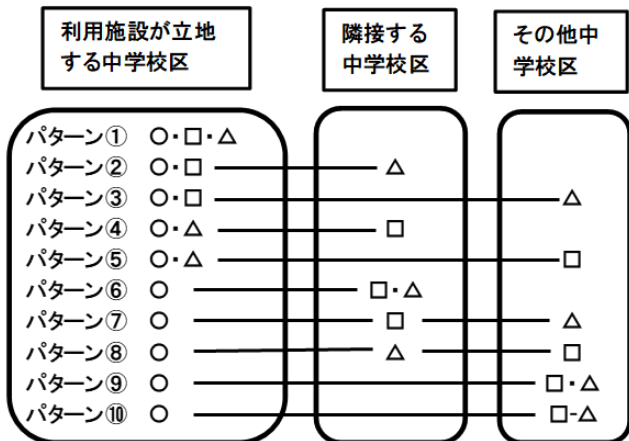 利用施設が立地
する中学校区
隣接する
中学校区
その他中
学校区
パターン① ○・□・△
パターン② ○・□ △
パターン③ ○・□ △
パターン④ ○・△ □
パターン⑤ ○・△ □
パターン⑥ ○ □・△
パターン⑦ ○ □ △
パターン⑧ ○ △ □
パターン⑨ ○ □・△
パターン⑩ ○ □-△